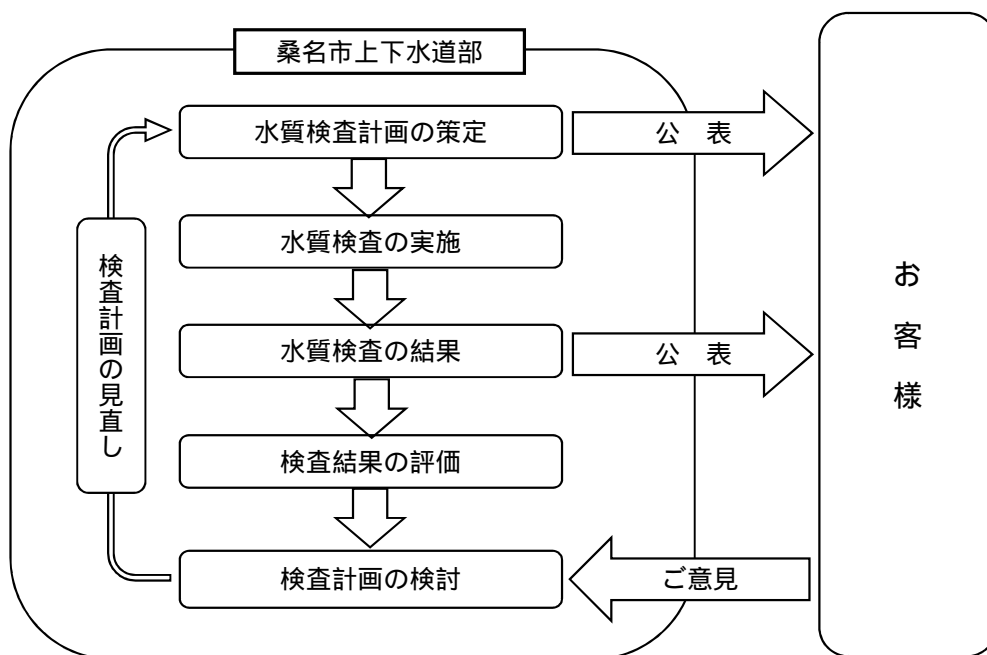 桑名市上下水道部
水質検査計画の策定
公　表
水質検査の実施
水質検査の結果
公　表
検査結果の評価
検査計画の検討
ご意見
検査計画の見直し
お客様